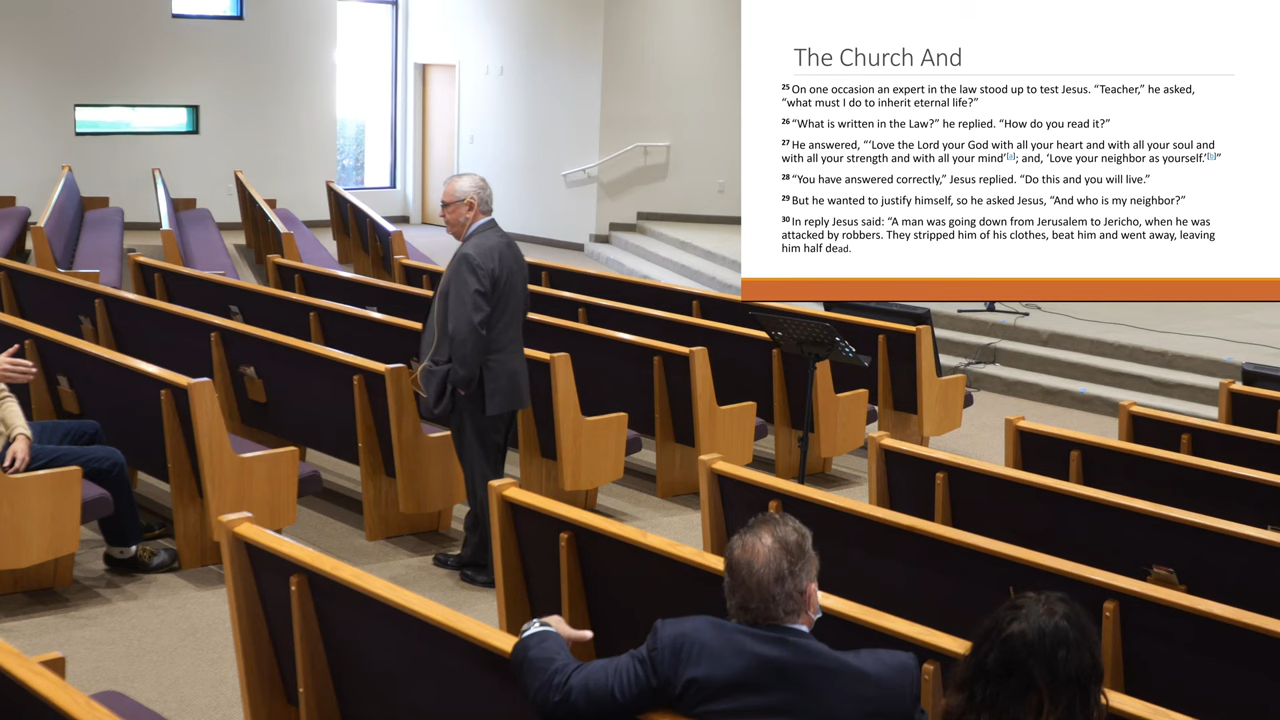 The Church And
25 On one occasion an expert in the law stood up to test Jesus. “Teacher,” he asked,
“what must I do to inherit eternal life?”
26 “What is written in the Law?” he replied. “How do you read it?”
27 He answered, “‘Love the Lord your God with all your heart and with all your soul and
with all your strength and with all your mind’[a]; and, ‘Love your neighbor as yourself.’[b]”
28 “You have answered correctly,” Jesus replied. “Do this and you will live.”
29 But he wanted to justify himself, so he asked Jesus, “And who is my neighbor?”
30 In reply Jesus said: “A man was going down from Jerusalem to Jericho, when he was
attacked by robbers. They stripped him of his clothes, beat him and went away, leaving
him half dead.